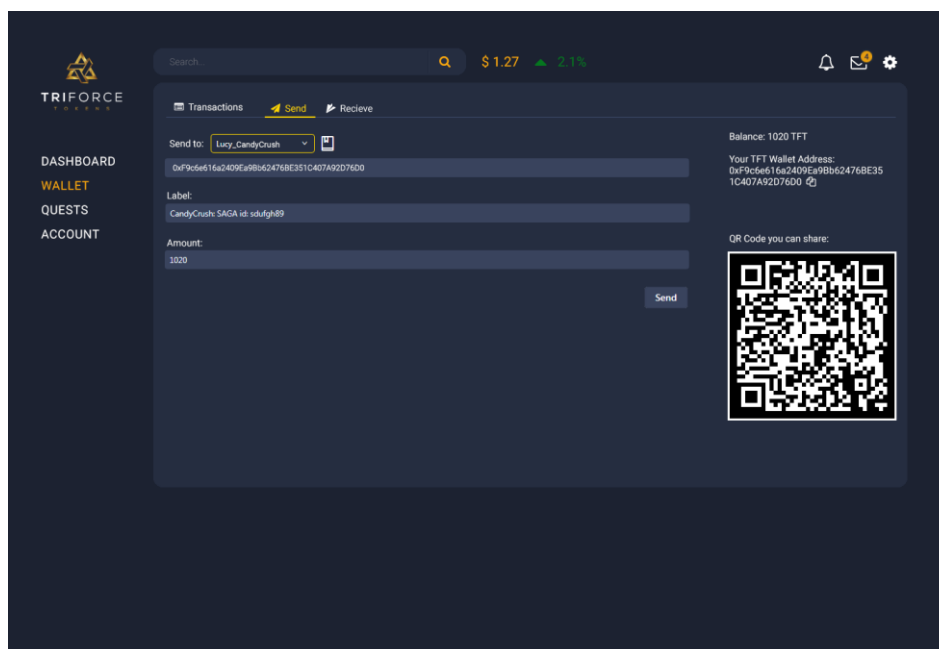 Search..
$ 1.27 2.1%
4
TRIFORCE
TOKENS
DASHBOARD
WALLET
QUESTS
ACCOUNT
Transactions Send Recieve
Send to: Lucy_CandyCrush
0xF9c6e616a2409Ea9Bb62476BE351C407A92D76D0
Label:
CandyCrush: SAGA id: sdufgh89
Amount:
1020
Send
Balance: 1020 TFT
Your TFT Wallet Address:
0xF9c6e616a2409Ea9Bb62476BE35
1C407A92D76D0
QR Code you can share: